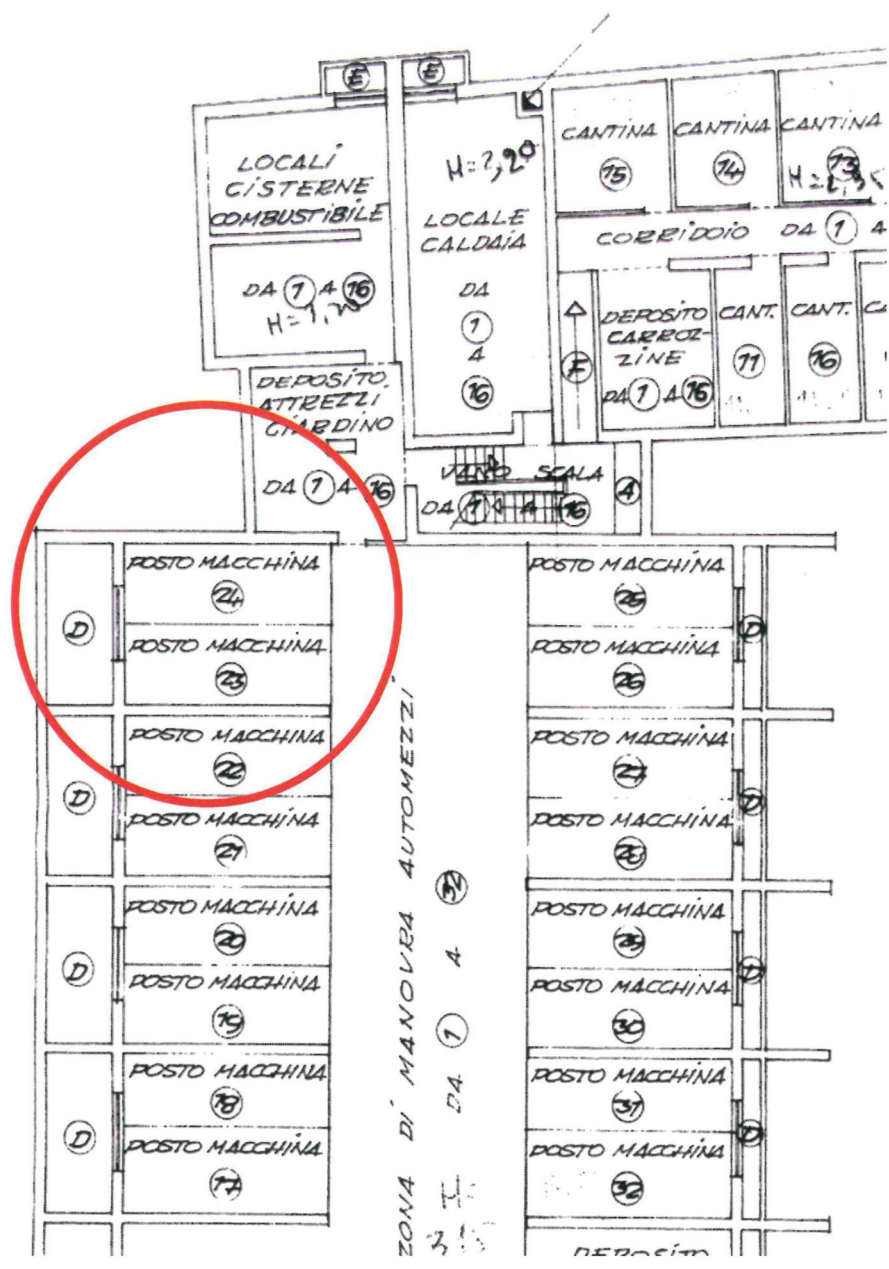 E
E
LOCALI
CISTERNE
COMBUSTIBILE
DA 1 A 16
H=2,20
LOCALE
CALDAIA
DA
1
A
16
CANTINA
15
CANTINA
14
CANTINA
13
CORRIDOIO DA 1 A
F
DEPOSITO
CARROZ-
ZINE
DA 1 A 16
CANT.
11
CANT.
DEPOSITO
ATTREZZI
GIARDINO
DA 1 A 16
VANO SCALA
DA 1 A 16
A
D
POSTO MACCHINA
24
POSTO MACCHINA
23
D
POSTO MACCHINA
22
POSTO MACCHINA
21
D
POSTO MACCHINA
20
POSTO MACCHINA
19
D
POSTO MACCHINA
18
POSTO MACCHINA
17
ZONA DI MANOVRA AUTOMEZZI
DA 1 A 32
POSTO MACCHINA
25
POSTO MACCHINA
26
D
POSTO MACCHINA
27
POSTO MACCHINA
28
D
POSTO MACCHINA
29
POSTO MACCHINA
30
D
POSTO MACCHINA
31
POSTO MACCHINA
32
D
DEPOSITO